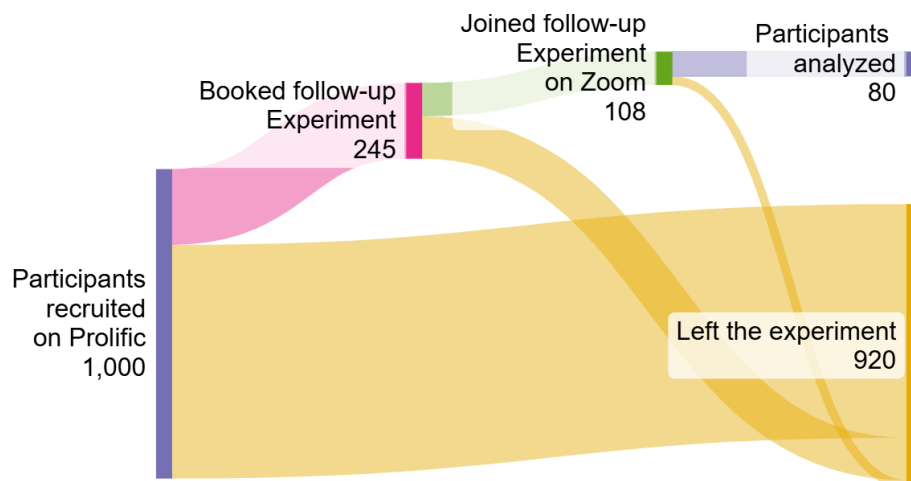 Joined follow-up
Experiment
on Zoom
108
Participants
analyzed
80
Booked follow-up
Experiment
245
Participants
recruited
on Prolific
1,000
Left the experiment
920